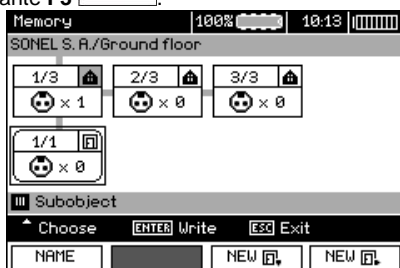 ante F5
Memory 100% 10:13
SONEL S. A./Ground floor
1/3 2/3 3/3
x 1 x 0 x 0
1/1
x 0
Subobject
Choose ENTER Write ESC Exit
NAME NEW NEW